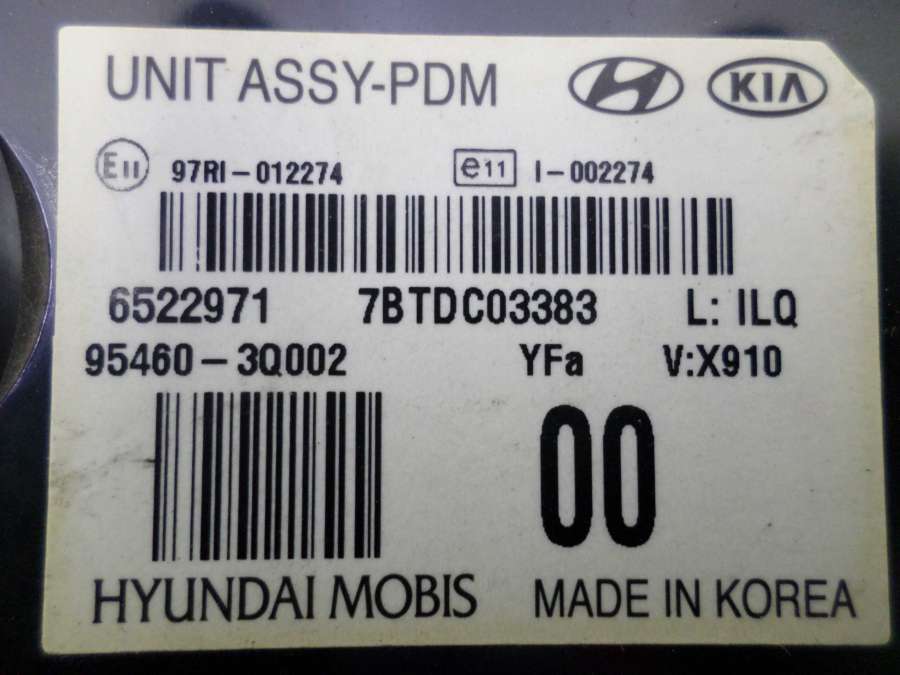 UNIT ASSY-PDM H KIA
E11 97RI-012274 e11 I-002274
6522971 7BTDC03383 L: ILQ
95460-3Q002 YFa V:X910
00
HYUNDAI MOBIS MADE IN KOREA